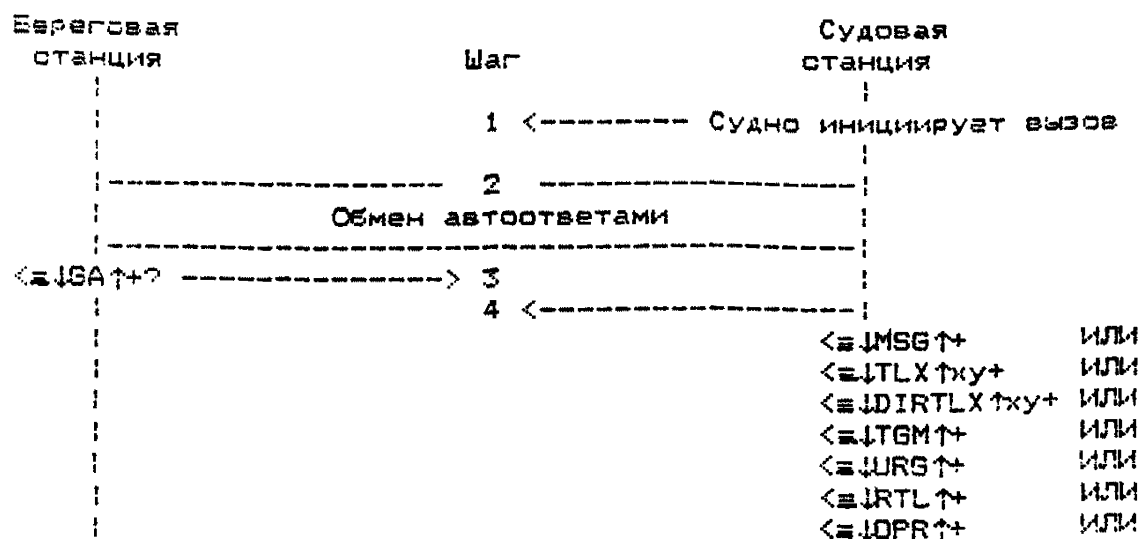 Береговая Судовая
станция Шаг станция
1 <--------- Судно инициирует вызов
2
Обмен автоответами
<≡↓GA↑+? ---------------> 3
4 <------------------
<≡↓MSG↑+ ИЛИ
<≡↓TLX↑xy+ ИЛИ
<≡↓DIRTLX↑xy+ ИЛИ
<≡↓TGM↑+ ИЛИ
<≡↓URG↑+ ИЛИ
<≡↓RTL↑+ ИЛИ
<≡↓OPR↑+ ИЛИ